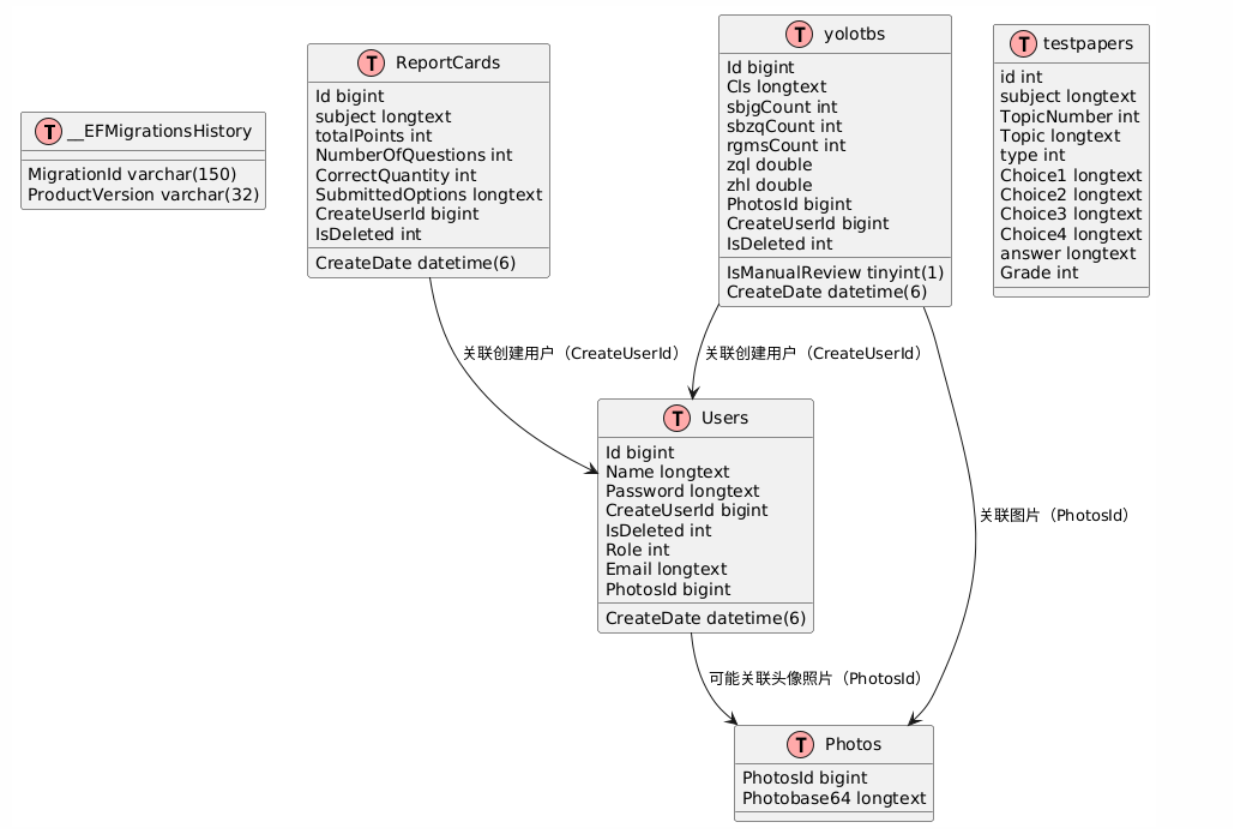 T __EFMigrationsHistory
MigrationId varchar(150)
ProductVersion varchar(32)
T ReportCards
Id bigint
subject longtext
totalPoints int
NumberOfQuestions int
CorrectQuantity int
SubmittedOptions longtext
CreateUserId bigint
IsDeleted int
CreateDate datetime(6)
T yolotbs
Id bigint
Cls longtext
sbjgCount int
sbzqCount int
rgmsCount int
zql double
zhl double
PhotosId bigint
CreateUserId bigint
IsDeleted int
IsManualReview tinyint(1)
CreateDate datetime(6)
T testpapers
id int
subject longtext
TopicNumber int
Topic longtext
type int
Choice1 longtext
Choice2 longtext
Choice3 longtext
Choice4 longtext
answer longtext
Grade int
关联创建用户（CreateUserId）
关联创建用户（CreateUserId）
T Users
Id bigint
Name longtext
Password longtext
CreateUserId bigint
IsDeleted int
Role int
Email longtext
PhotosId bigint
CreateDate datetime(6)
关联图片（PhotosId）
可能关联头像照片（PhotosId）
T Photos
PhotosId bigint
Photobase64 longtext